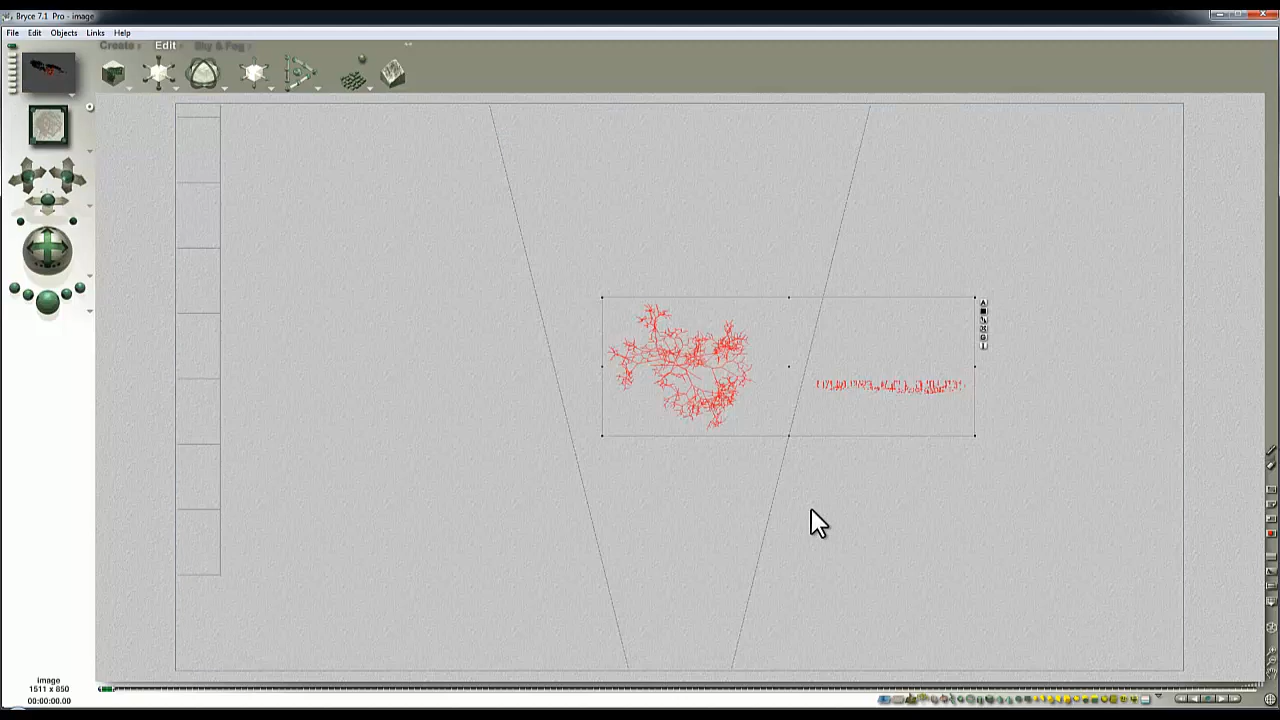 Bryce 7.1 Pro - image
File Edit Objects Links Help
Create Edit Sky & Fog
A
image
1511 x 850
00:00:00.00